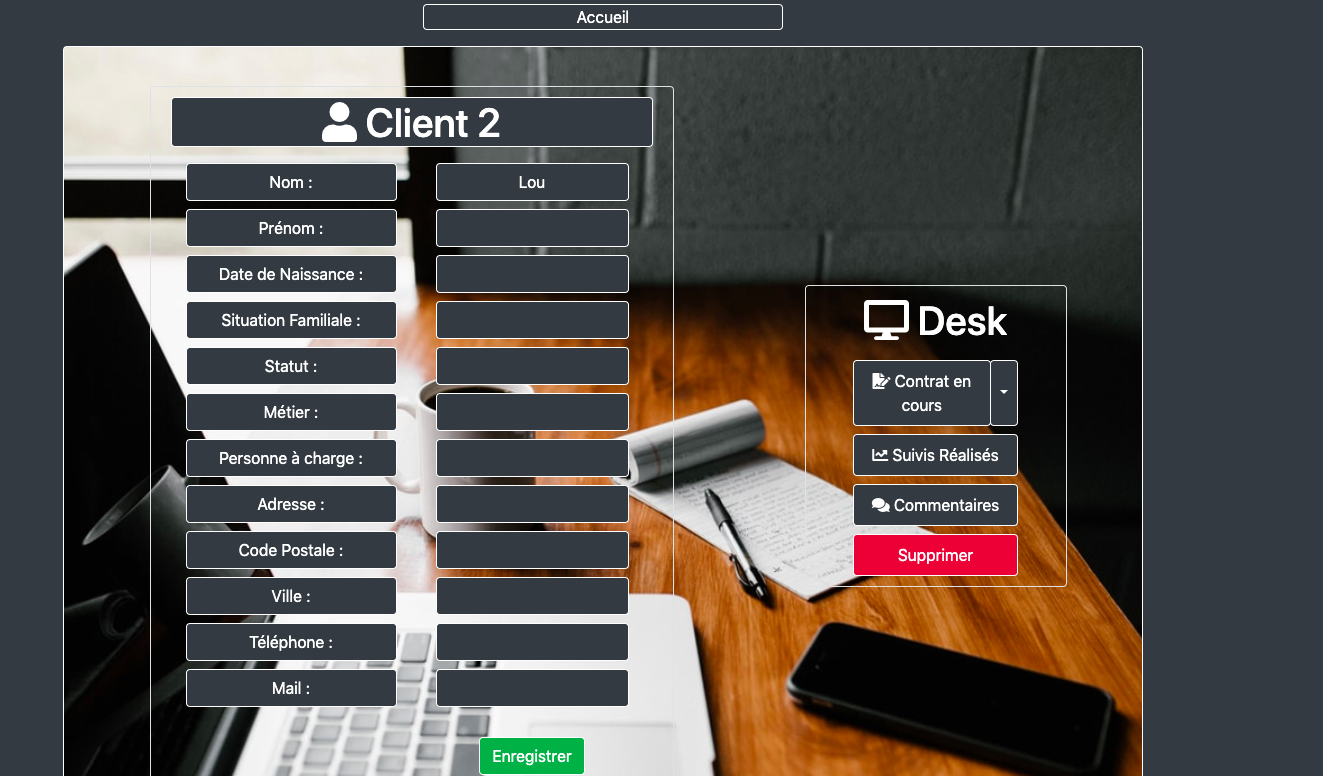 Accueil
Client 2
Nom :
Lou
Prénom :
Date de Naissance :
Situation Familiale :
Statut :
Métier :
Personne à charge :
Adresse :
Code Postale :
Ville :
Téléphone :
Mail :
Enregistrer
Desk
Contrat en
cours
Suivis Réalisés
Commentaires
Supprimer